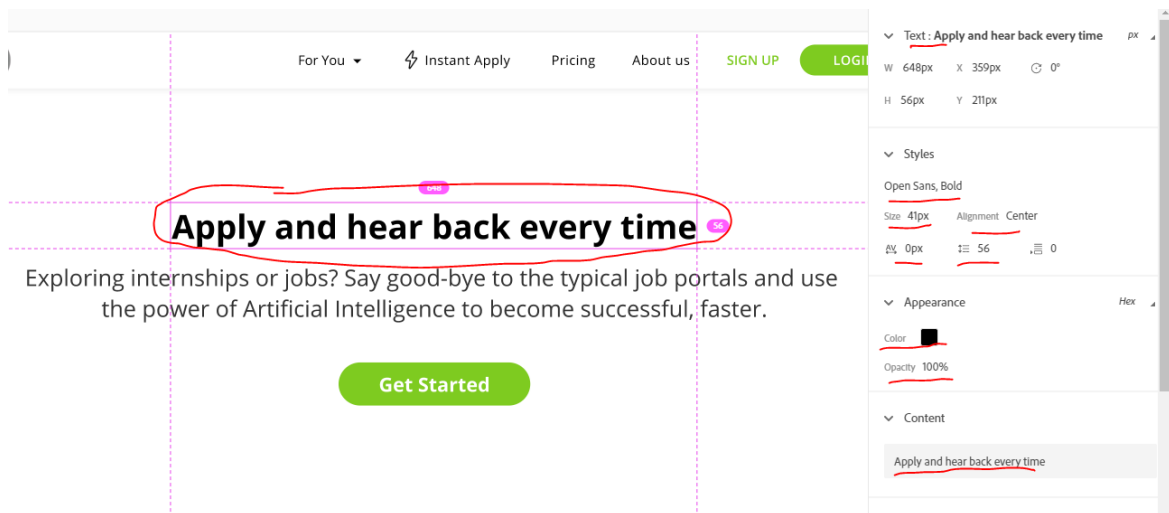 For You
Instant Apply
Pricing
About us
SIGN UP
LOGI
648
Apply and hear back every time
56
Exploring internships or jobs? Say good-bye to the typical job portals and use
the power of Artificial Intelligence to become successful, faster.
Get Started
Text : Apply and hear back every time px
W 648px X 359px 0°
H 56px Y 211px
Styles
Open Sans, Bold
Size 41px Alignment Center
AV 0px 56 0
Appearance Hex
Color
Opacity 100%
Content
Apply and hear back every time